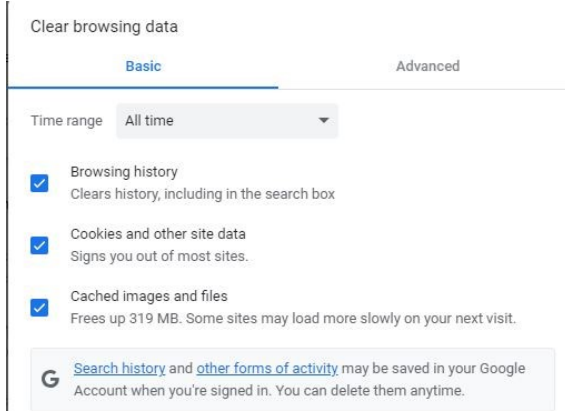 Clear browsing data
Basic Advanced
Time range All time
Browsing history
Clears history, including in the search box
Cookies and other site data
Signs you out of most sites.
Cached images and files
Frees up 319 MB. Some sites may load more slowly on your next visit.
G Search history and other forms of activity may be saved in your Google
Account when you're signed in. You can delete them anytime.